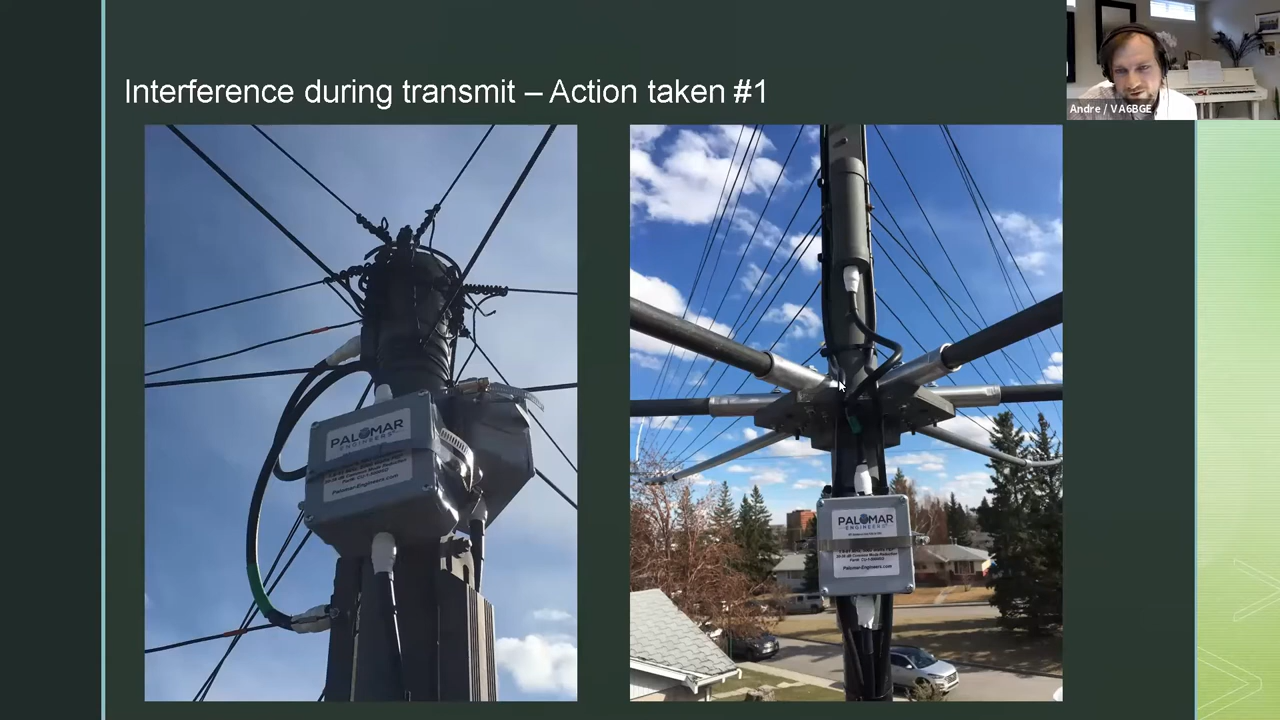 Interference during transmit – Action taken #1
Andre / VA6BGE
PALOMAR
ENGINEERS
Palomar-Engineers.com
PALOMAR
ENGINEERS
Palomar-Engineers.com